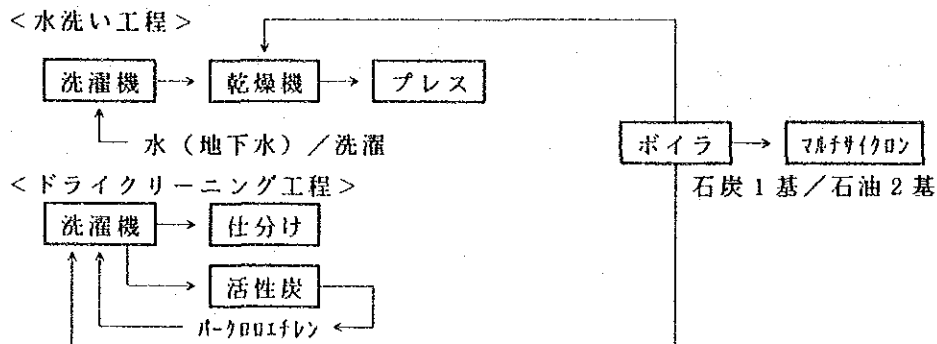 ＜水洗い工程＞
洗濯機 乾燥機 プレス
水（地下水）／洗濯
ボイラ ﾏﾙﾁｻｲｸﾛﾝ
石炭１基／石油２基
＜ドライクリーニング工程＞
洗濯機 仕分け
活性炭
ﾊﾟｰｸﾛﾛｴﾁﾚﾝ